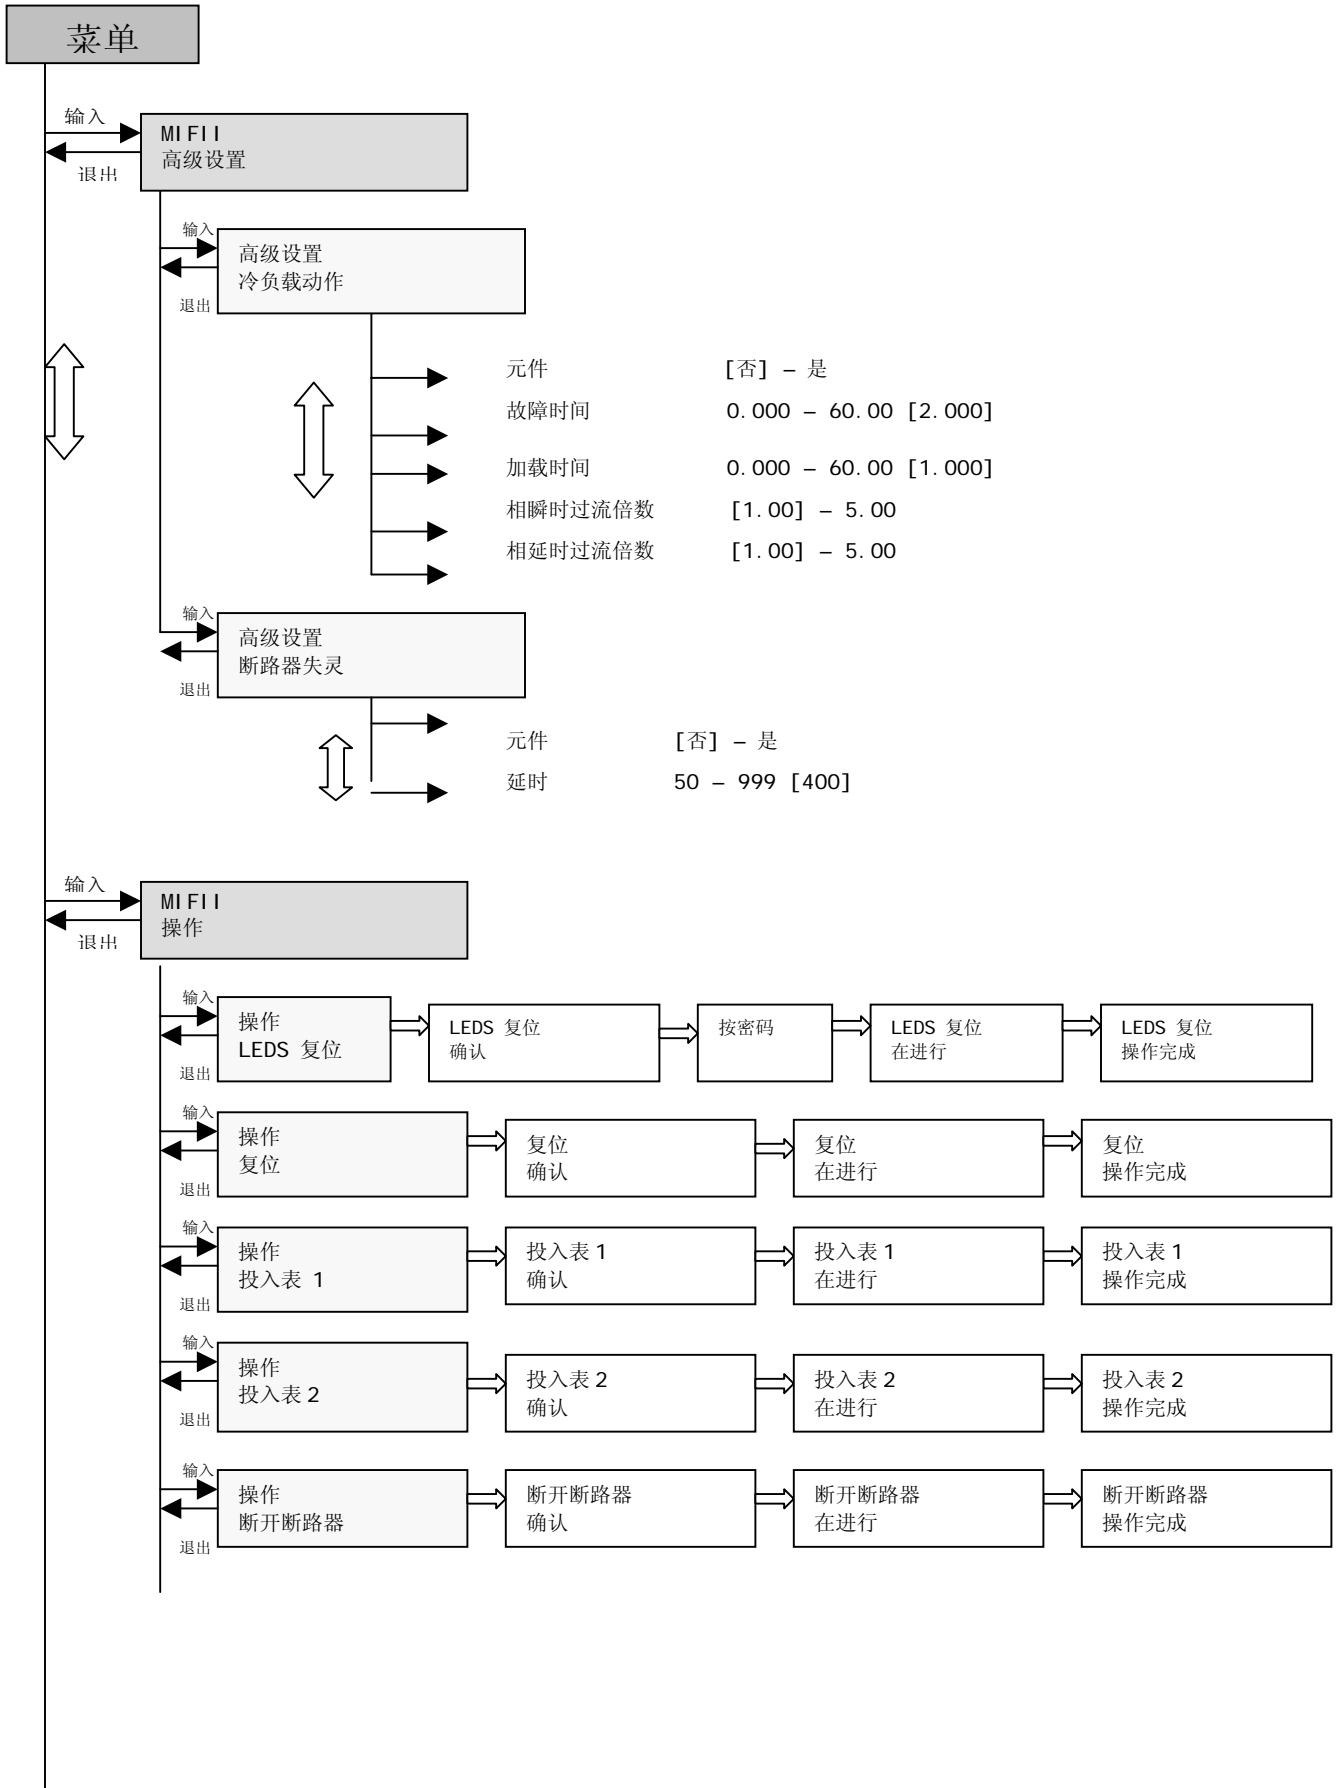 菜单
输入
MIFII
高级设置
退出
输入
高级设置
冷负载动作
退出
元件 [否] – 是
故障时间 0.000 – 60.00 [2.000]
加载时间 0.000 – 60.00 [1.000]
相瞬时过流倍数 [1.00] – 5.00
相延时过流倍数 [1.00] – 5.00
输入
高级设置
断路器失灵
退出
元件 [否] – 是
延时 50 – 999 [400]
输入
MIFII
操作
退出
输入
操作
LEDS 复位
退出
LEDS 复位
确认
按密码
LEDS 复位
在进行
LEDS 复位
操作完成
输入
操作
复位
退出
复位
确认
复位
在进行
复位
操作完成
输入
操作
投入表 1
退出
投入表 1
确认
投入表 1
在进行
投入表 1
操作完成
输入
操作
投入表 2
退出
投入表 2
确认
投入表 2
在进行
投入表 2
操作完成
输入
操作
断开断路器
退出
断开断路器
确认
断开断路器
在进行
断开断路器
操作完成